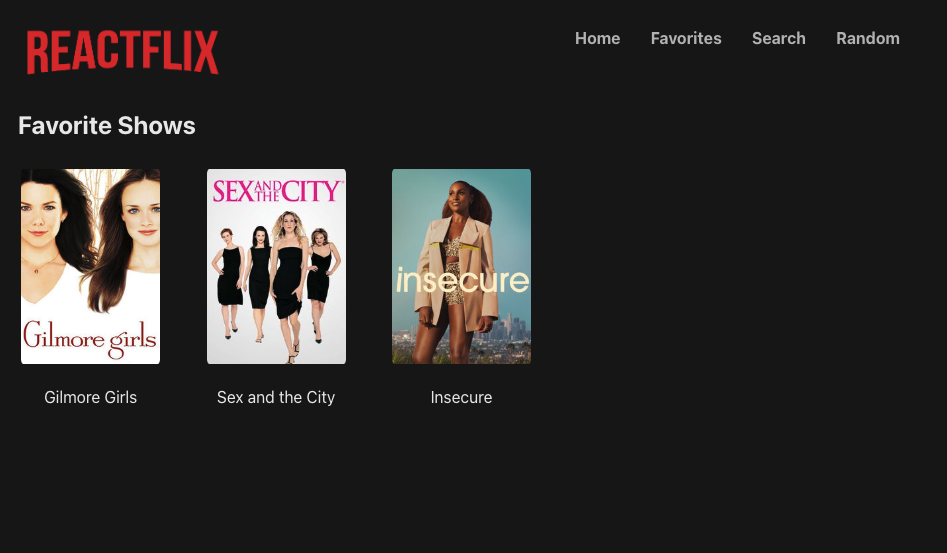 REACTFLIX
Home Favorites Search Random
Favorite Shows
Gilmore girls
SEX AND THE CITY
insecure
Gilmore Girls
Sex and the City
Insecure